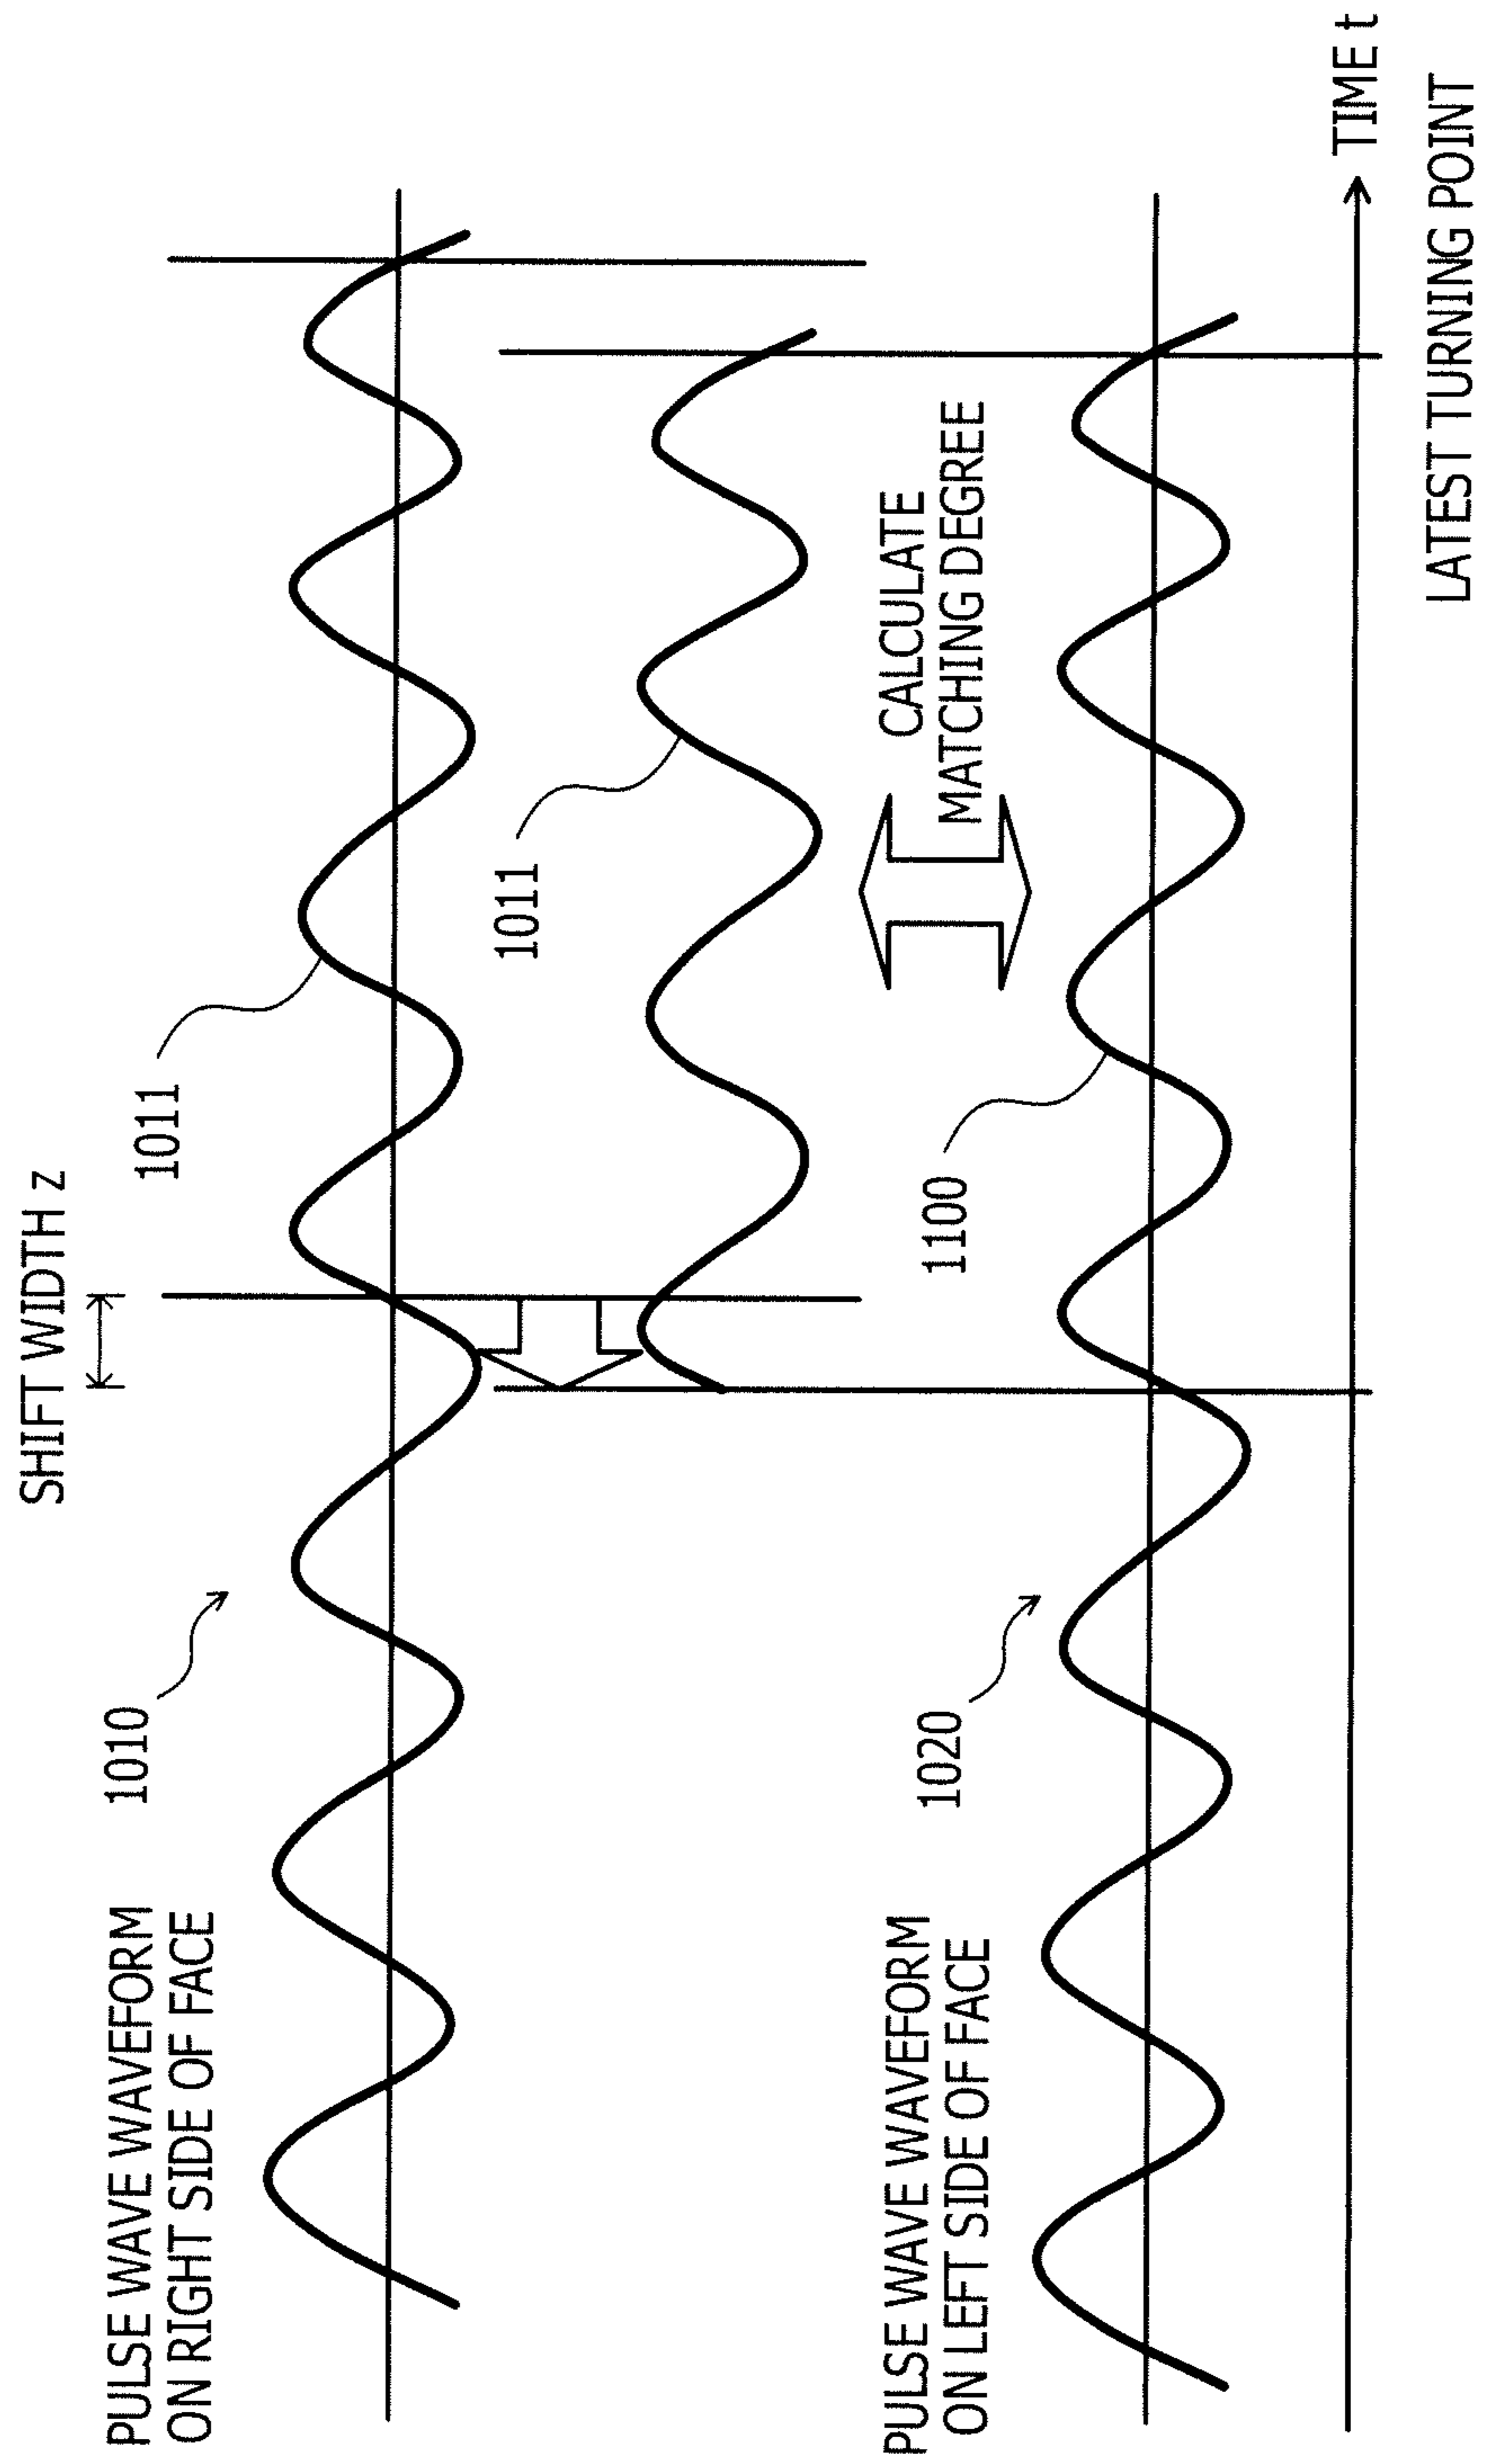 SHIFT WIDTH z
PULSE WAVE WAVEFORM
ON RIGHT SIDE OF FACE
1010
1011
1011
CALCULATE
MATCHING DEGREE
PULSE WAVE WAVEFORM
ON LEFT SIDE OF FACE
1020
1100
TIME t
LATEST TURNING POINT